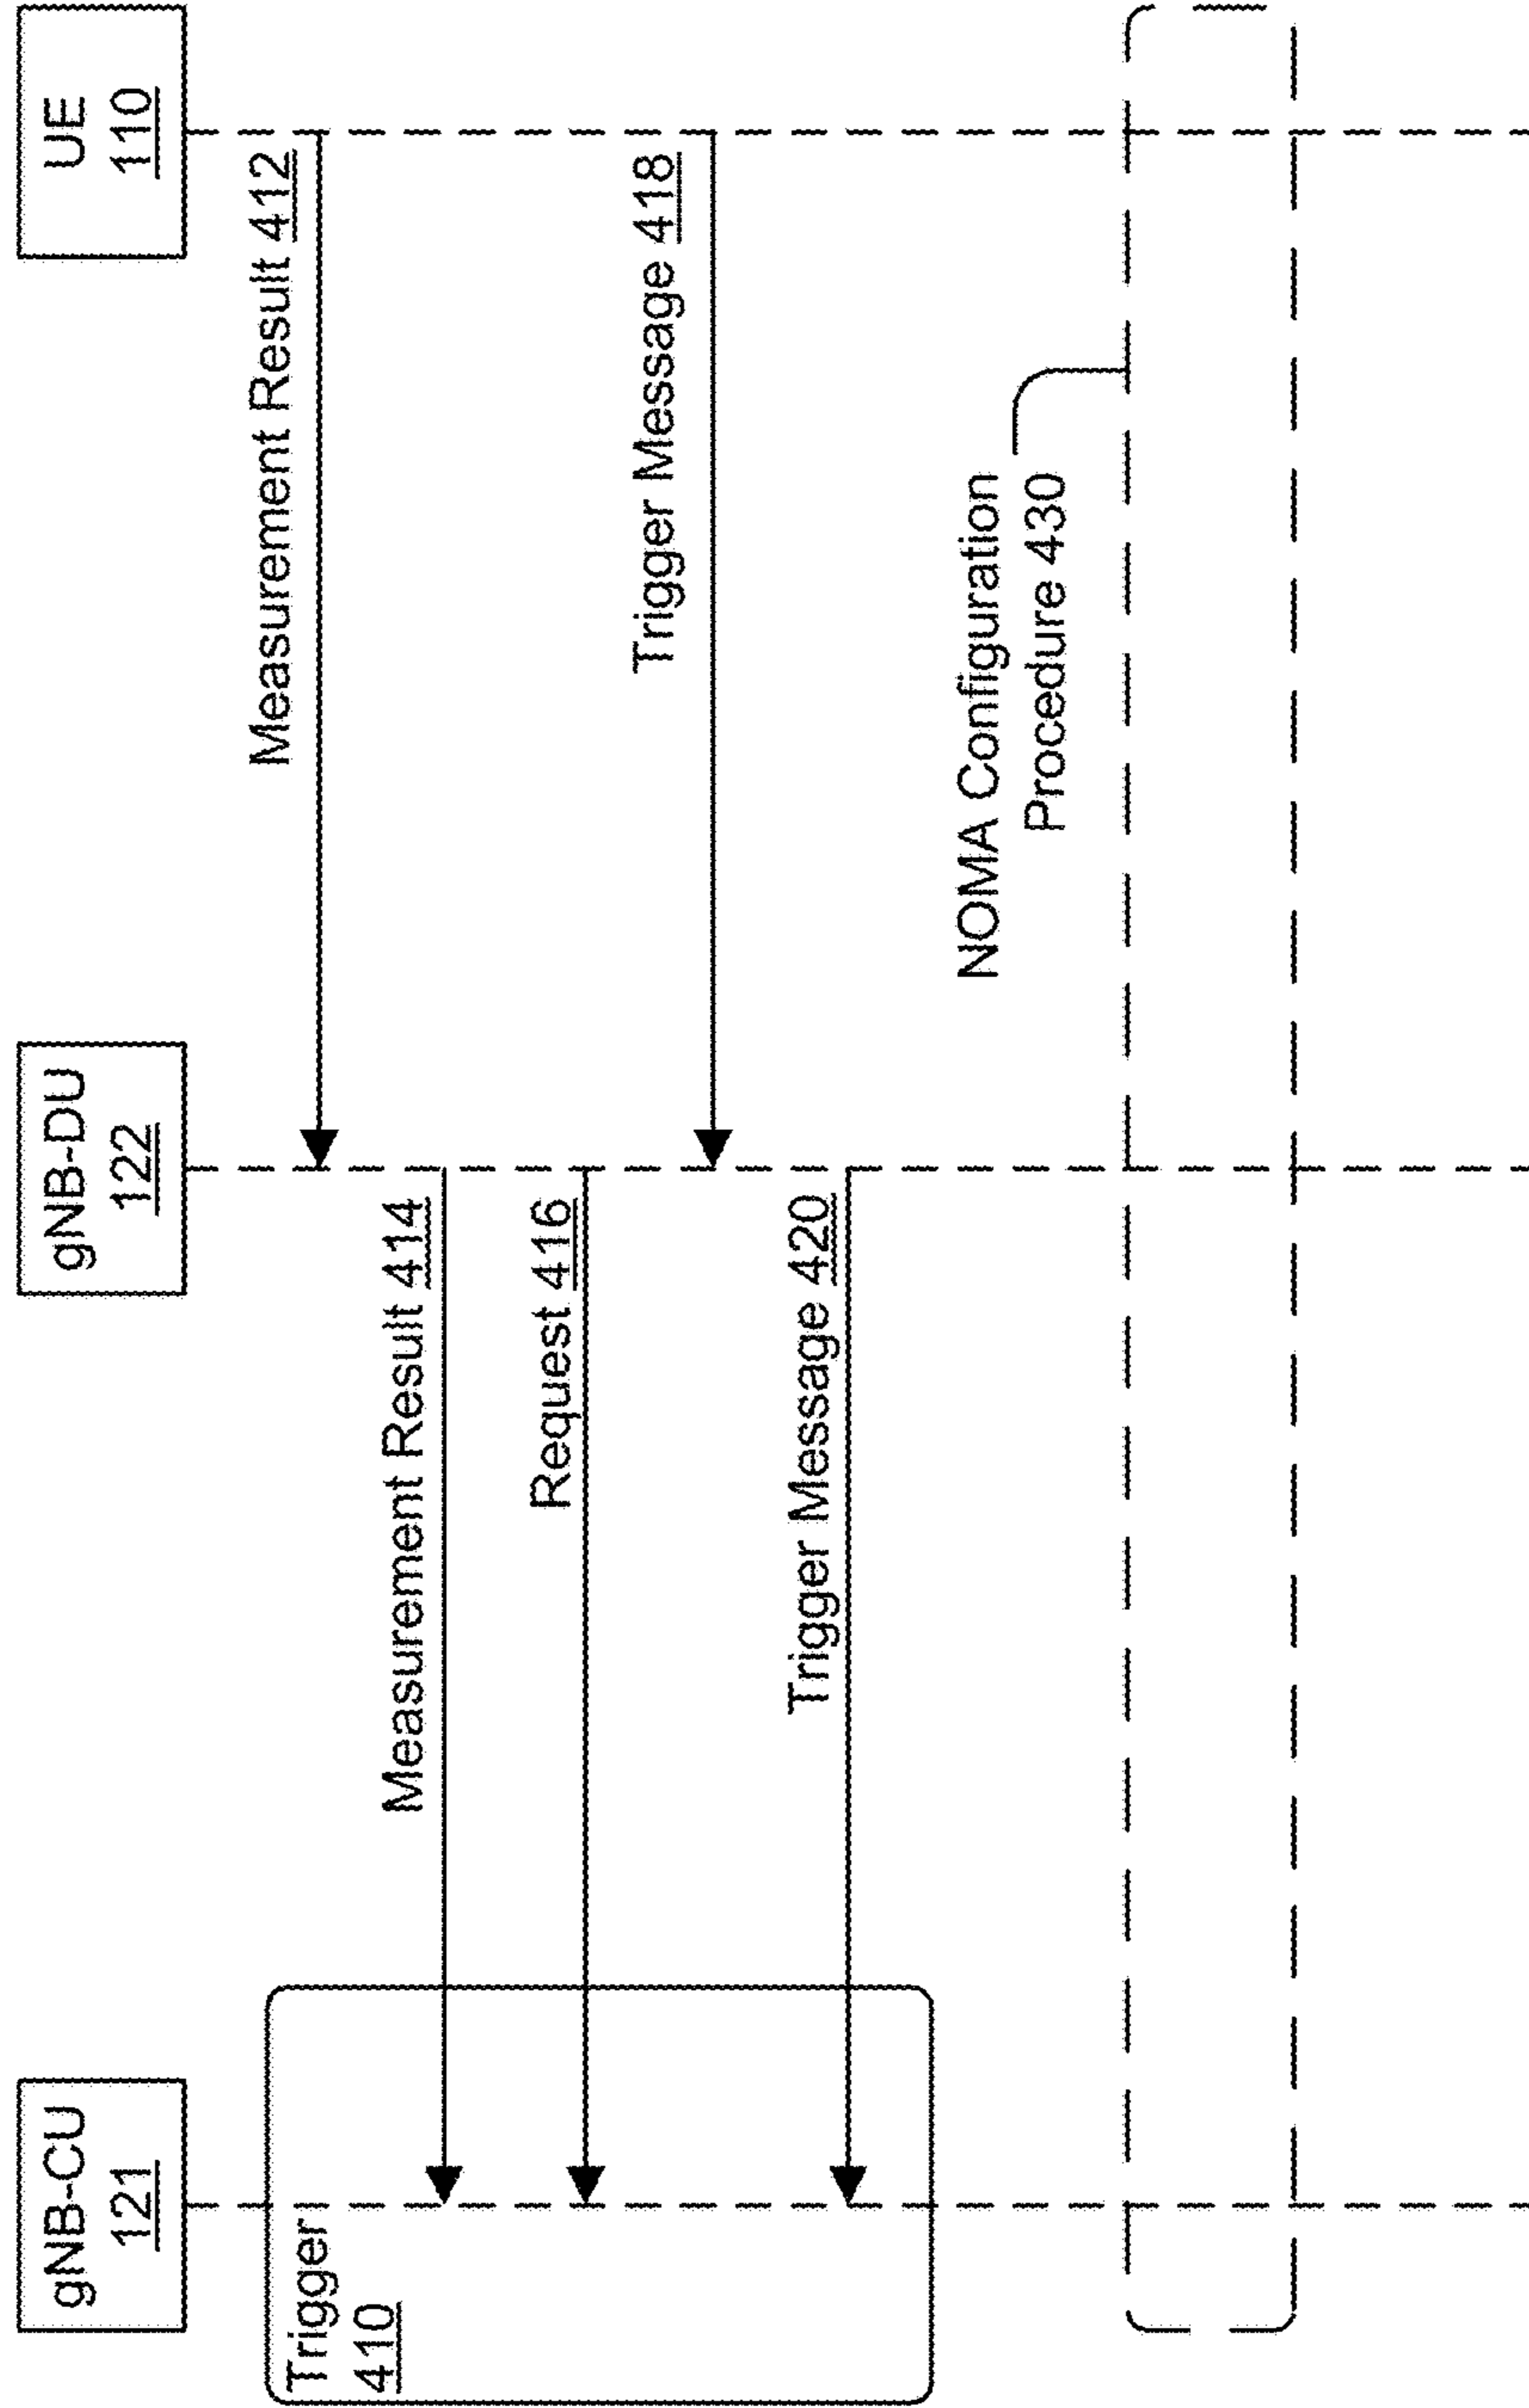 gNB-CU
121
gNB-DU
122
UE
110
Trigger
410
Measurement Result 412
Measurement Result 414
Request 416
Trigger Message 418
Trigger Message 420
NOMA Configuration
Procedure 430